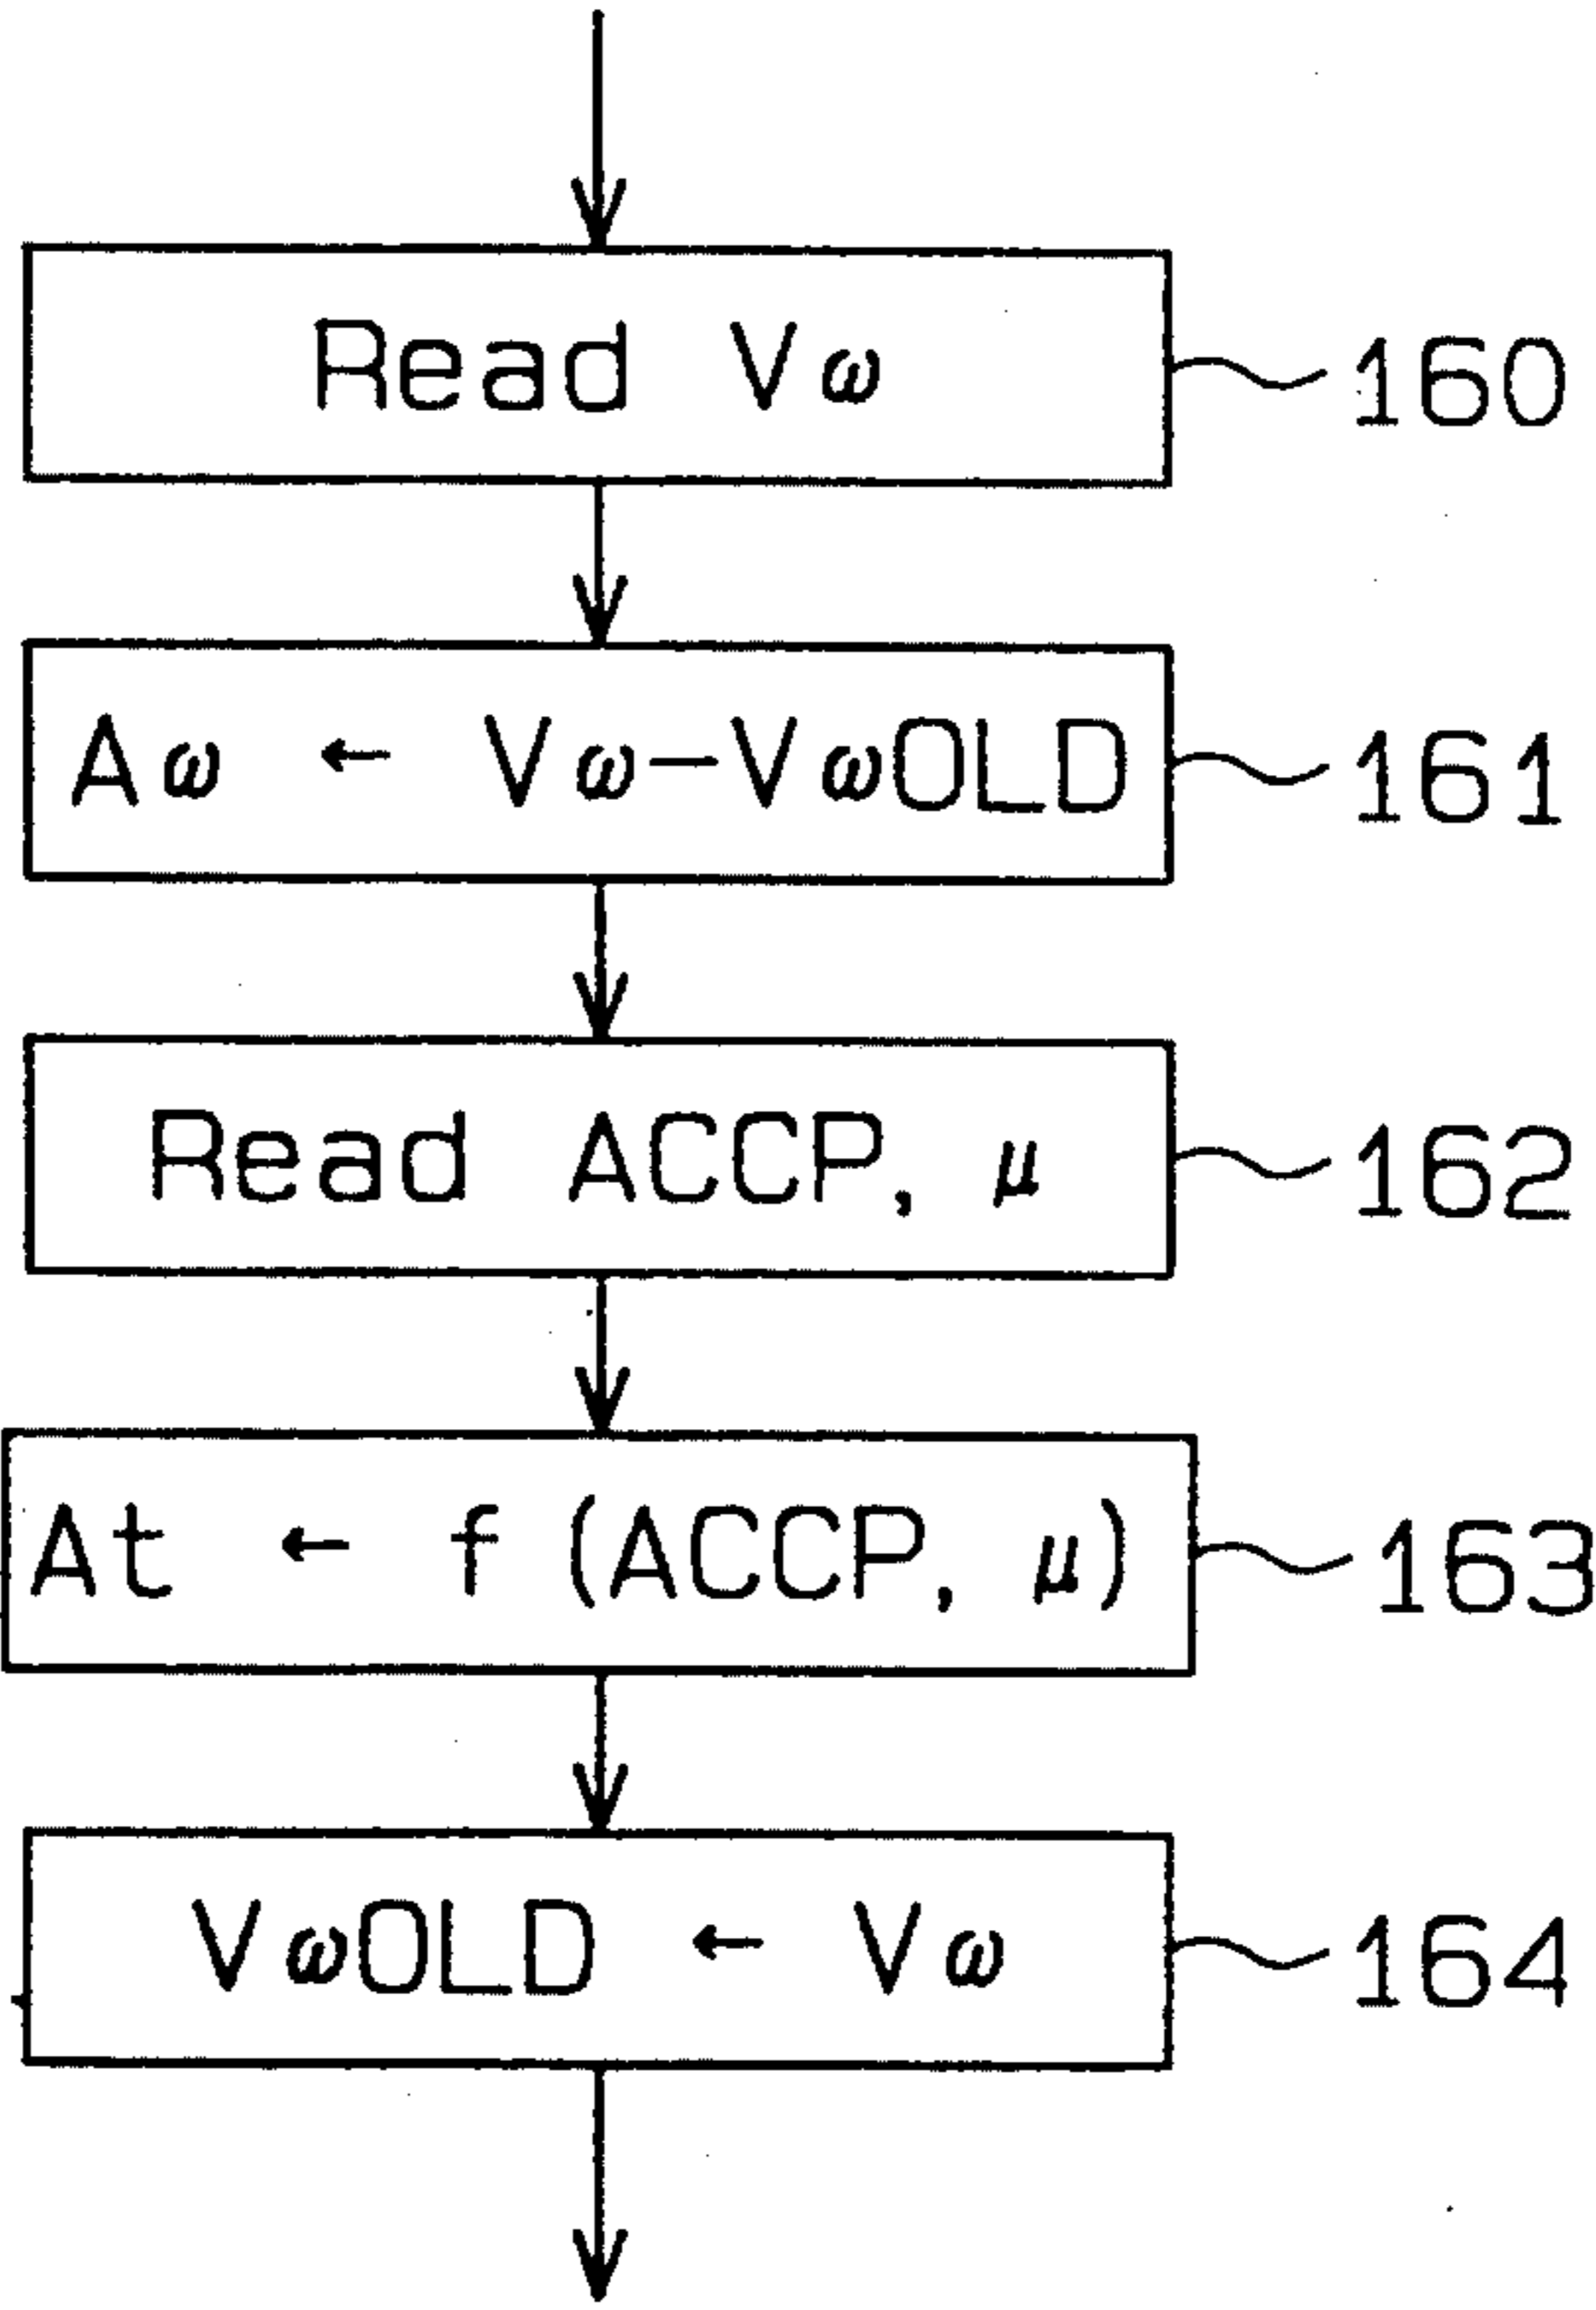 Read Vω 160
Aω ← Vω−VωOLD 161
Read ACCP, μ 162
At ← f (ACCP, μ) 163
VωOLD ← Vω 164